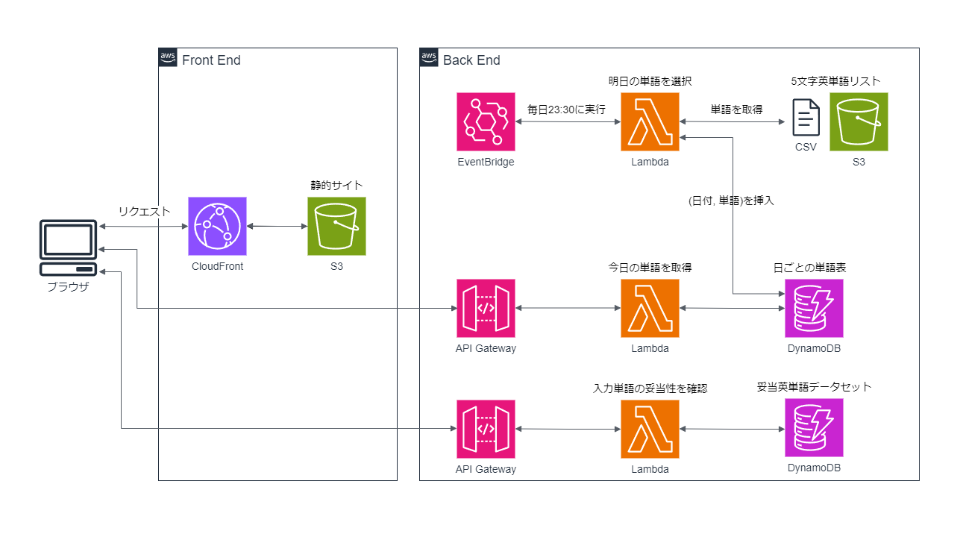 aws
Front End
aws
Back End
明日の単語を選択
5文字英単語リスト
毎日23:30に実行
単語を取得
EventBridge
Lambda
CSV
S3
静的サイト
リクエスト
(日付, 単語)を挿入
CloudFront
S3
ブラウザ
今日の単語を取得
日ごとの単語表
API Gateway
Lambda
DynamoDB
入力単語の妥当性を確認
妥当英単語データセット
API Gateway
Lambda
DynamoDB